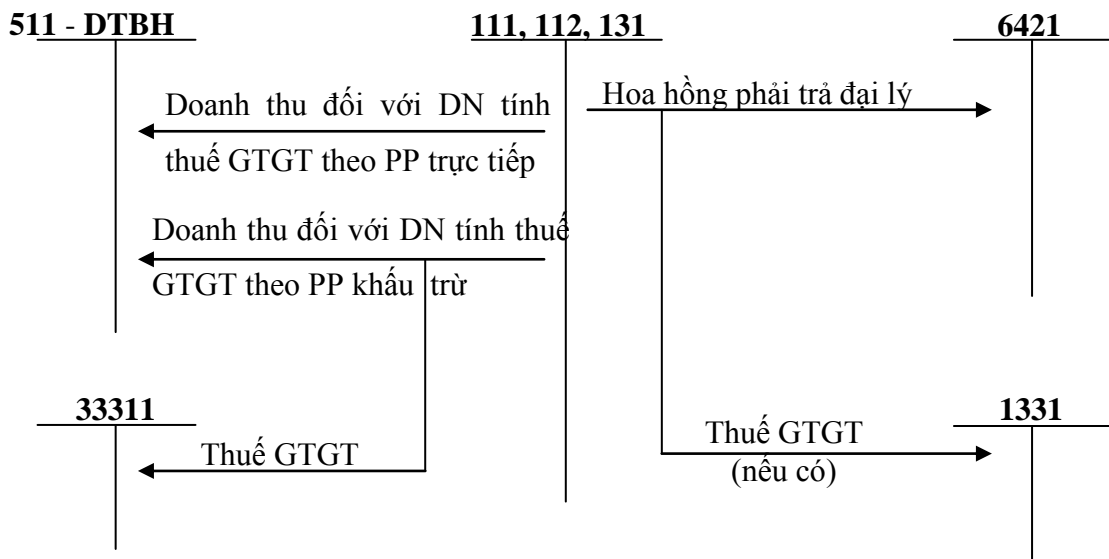 511 - DTBH
111, 112, 131
6421
Doanh thu đối với DN tính
thuế GTGT theo PP trực tiếp
Hoa hồng phải trả đại lý
Doanh thu đối với DN tính thuế
GTGT theo PP khấu trừ
33311
1331
Thuế GTGT
Thuế GTGT
(nếu có)